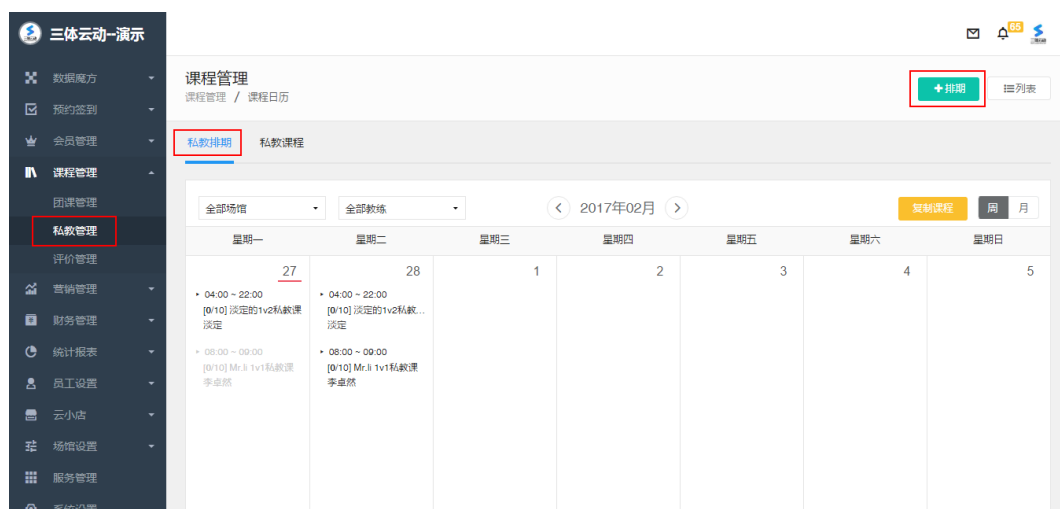 三体云动--演示
65
数据魔方
预约签到
会员管理
课程管理
团课管理
私教管理
评价管理
营销管理
财务管理
统计报表
员工设置
云小店
场馆设置
服务管理
系统设置
课程管理
课程管理 / 课程日历
+排期
列表
私教排期 私教课程
全部场馆 全部教练 2017年02月 复制课程 周 月
星期一 星期二 星期三 星期四 星期五 星期六 星期日
27 28 1 2 3 4 5
04:00 ~ 22:00
[0/10] 淡定的1v2私教课
淡定
08:00 ~ 09:00
[0/10] Mr.li 1v1私教课
李卓然
04:00 ~ 22:00
[0/10] 淡定的1v2私教...
淡定
08:00 ~ 09:00
[0/10] Mr.li 1v1私教课
李卓然